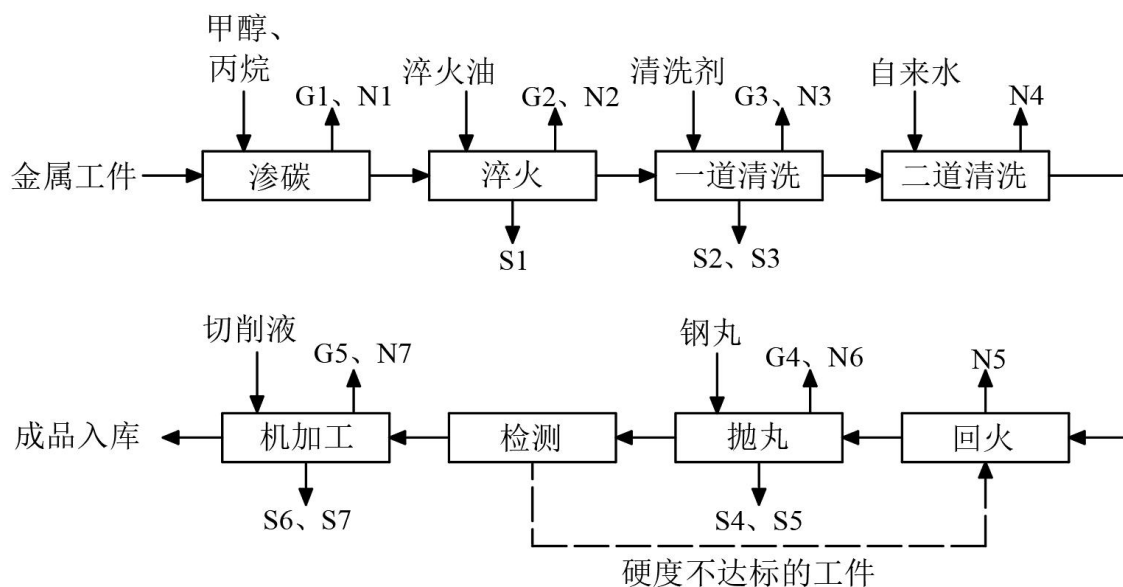 甲醇、
丙烷
G1、N1
淬火油
G2、N2
清洗剂
G3、N3
自来水
N4
金属工件
渗碳
淬火
一道清洗
二道清洗
S1
S2、S3
切削液
G5、N7
钢丸
G4、N6
N5
成品入库
机加工
检测
抛丸
回火
S6、S7
S4、S5
硬度不达标的工件